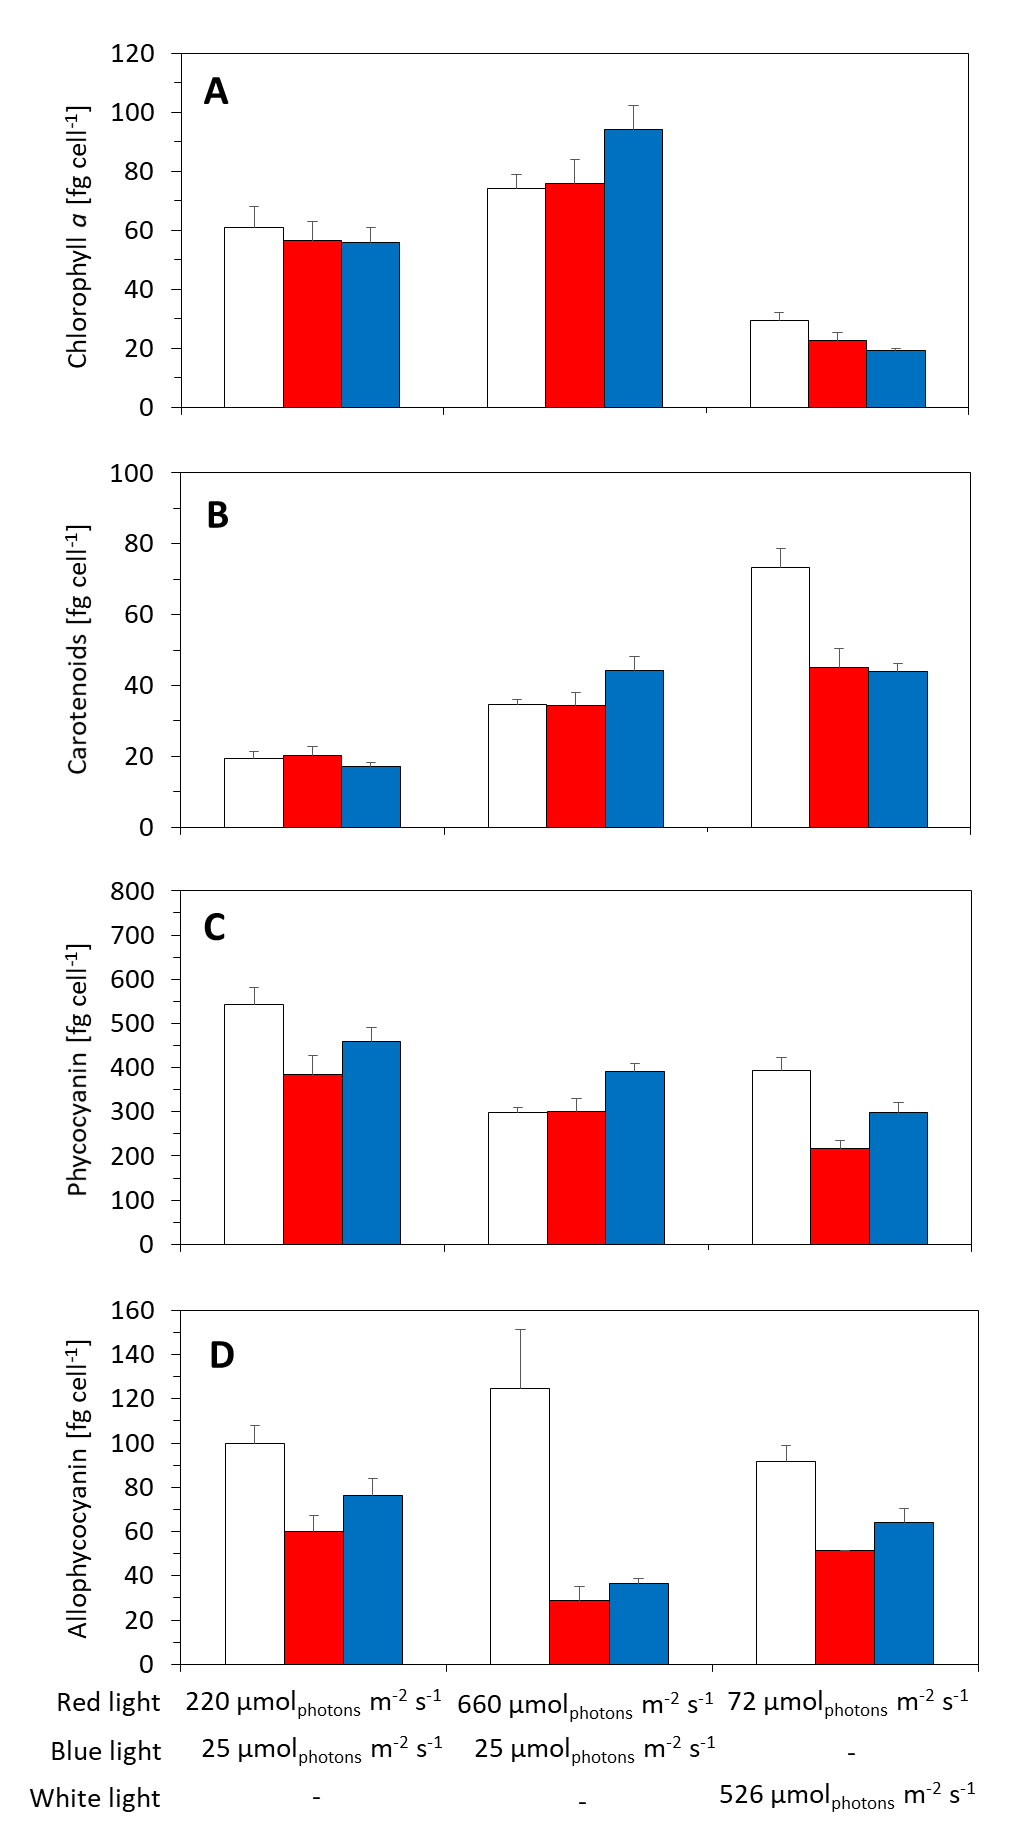 A
Chlorophyll a [fg cell-1]
120
100
80
60
40
20
0
B
Carotenoids [fg cell-1]
100
80
60
40
20
0
C
Phycocyanin [fg cell-1]
800
700
600
500
400
300
200
100
0
D
Allophycocyanin [fg cell-1]
160
140
120
100
80
60
40
20
0
Red light 220 µmolphotons m-2 s-1 660 µmolphotons m-2 s-1 72 µmolphotons m-2 s-1
Blue light 25 µmolphotons m-2 s-1 25 µmolphotons m-2 s-1 -
White light - - 526 µmolphotons m-2 s-1